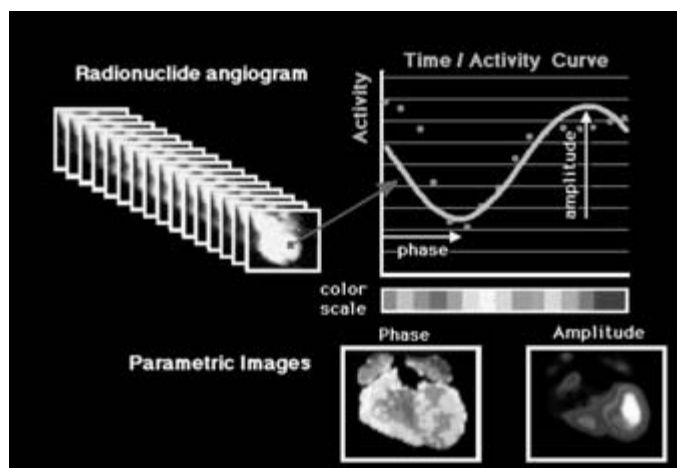 Radionuclide angiogram
Time / Activity Curve
Activity
amplitude
phase
color
scale
Phase
Amplitude
Parametric Images